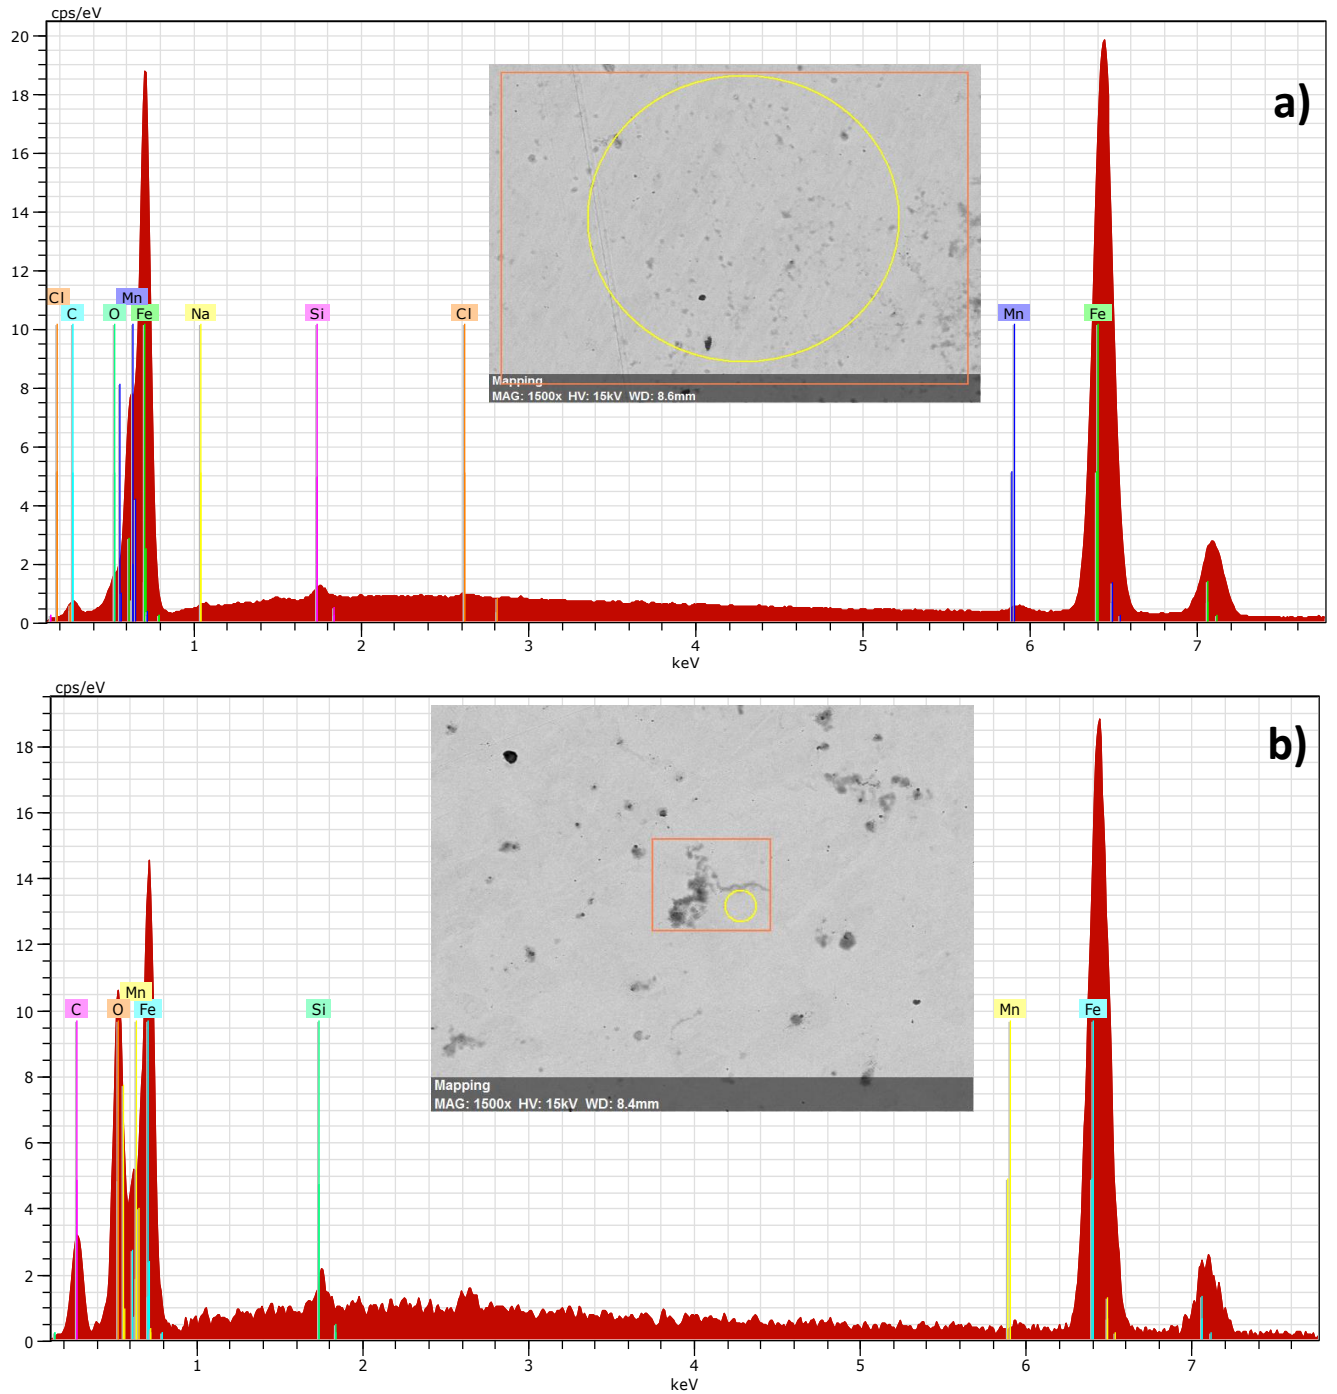 cps/eV
20
18
16
14
12
10
8
6
4
2
0
a)
Cl
C
O
Mn
Fe
Na
Si
Cl
Mn
Fe
Mapping
MAG: 1500x HV: 15kV WD: 8.6mm
1 2 3 4 5 6 7
keV
cps/eV
18
16
14
12
10
8
6
4
2
0
b)
C
O
Mn
Fe
Si
Mn
Fe
Mapping
MAG: 1500x HV: 15kV WD: 8.4mm
1 2 3 4 5 6 7
keV